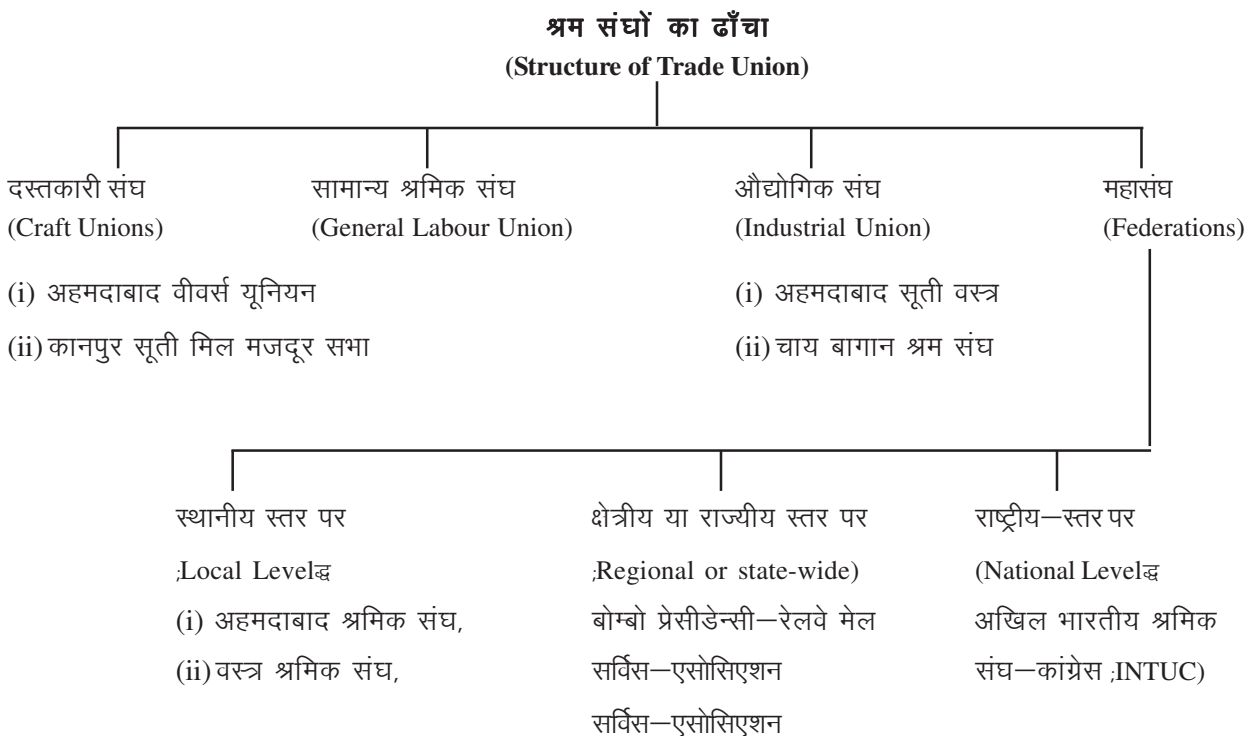 श्रम संघों का ढाँचा
(Structure of Trade Union)
दस्तकारी संघ
(Craft Unions)
(i) अहमदाबाद वीवर्स यूनियन
(ii) कानपुर सूती मिल मजदूर सभा
सामान्य श्रमिक संघ
(General Labour Union)
औद्योगिक संघ
(Industrial Union)
(i) अहमदाबाद सूती वस्त्र
(ii) चाय बागान श्रम संघ
महासंघ
(Federations)
स्थानीय स्तर पर
;Local Levelद्ध
(i) अहमदाबाद श्रमिक संघ,
(ii) वस्त्र श्रमिक संघ,
क्षेत्रीय या राज्यीय स्तर पर
;Regional or state-wide)
बोम्बो प्रेसीडेन्सी–रेलवे मेल
सर्विस–एसोसिएशन
सर्विस–एसोसिएशन
राष्ट्रीय–स्तर पर
(National Levelद्ध
अखिल भारतीय श्रमिक
संघ–कांग्रेस ;INTUC)